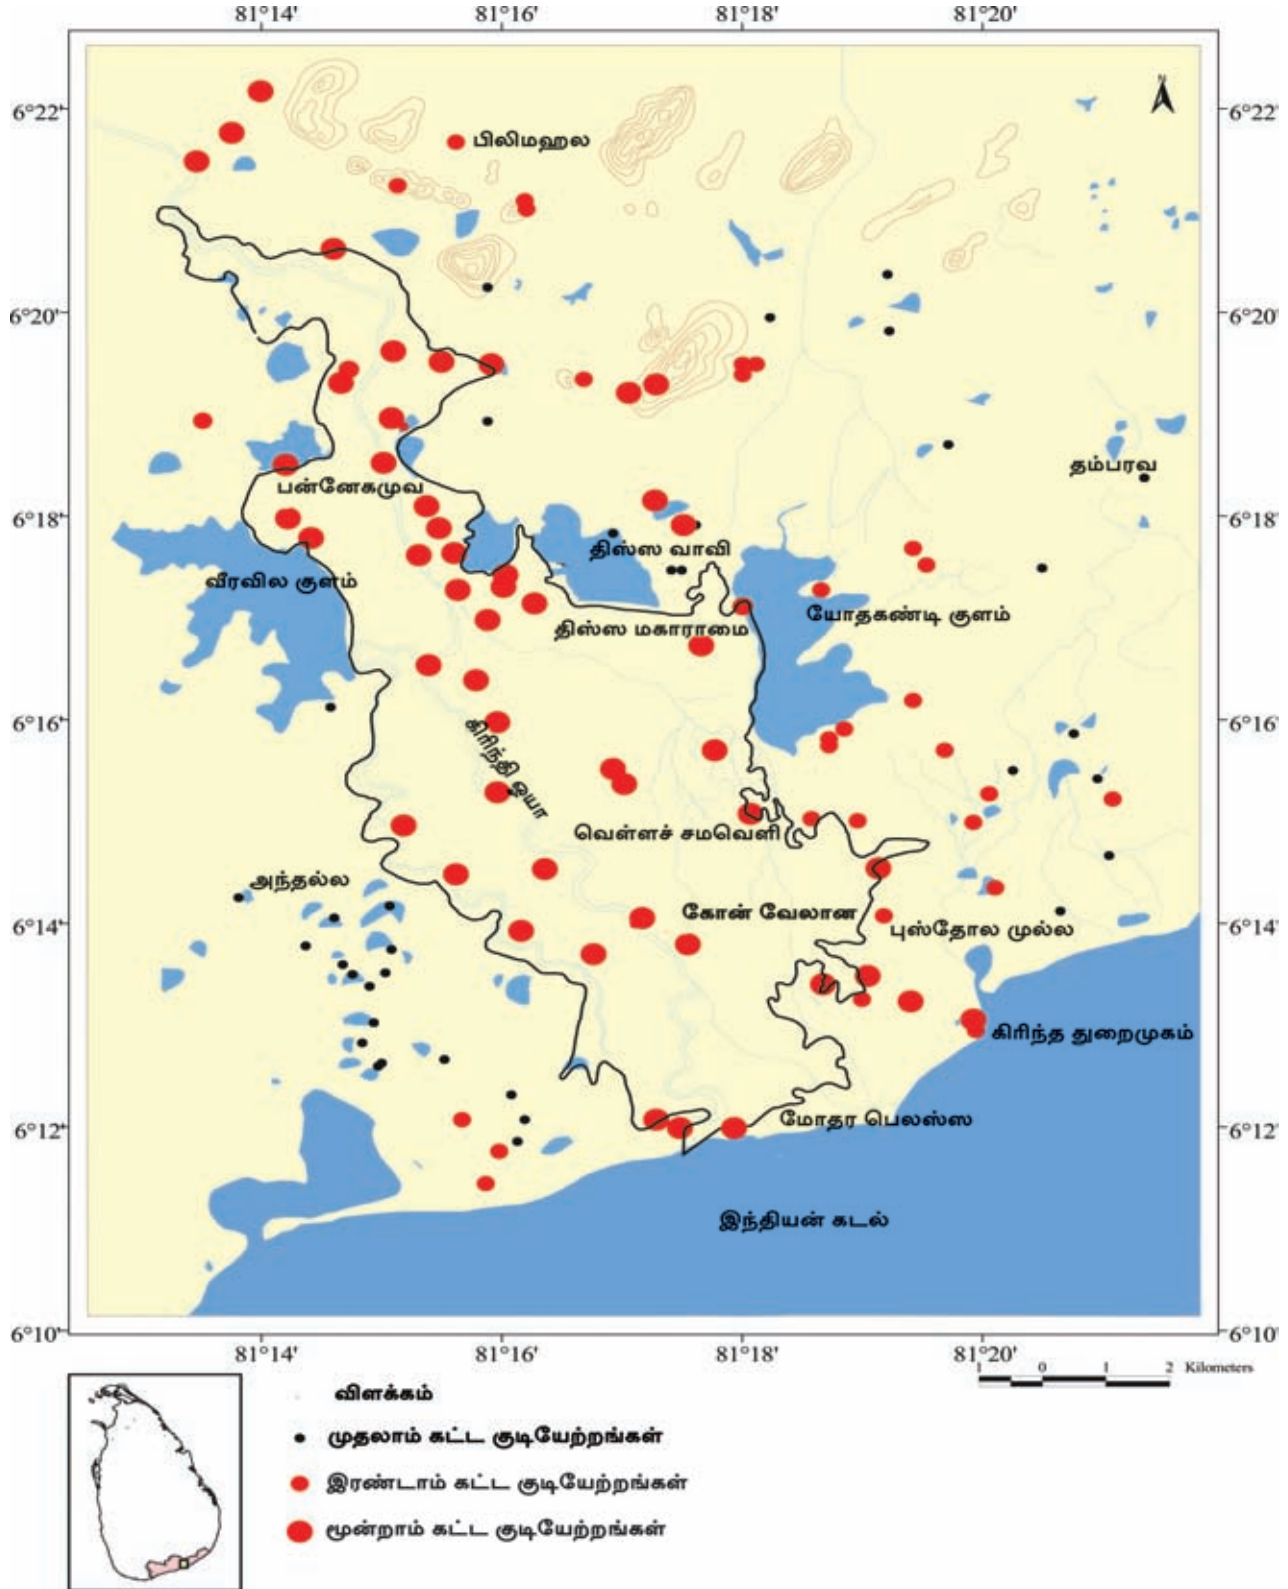 81°14' 81°16' 81°18' 81°20'
N
6°22' 6°22'
பிலிமஹல
6°20' 6°20'
தம்பரவ
பன்னேகமுவ
6°18' 6°18'
திஸ்ஸ வாவி
வீரவில குளம்
யோதகண்டி குளம்
திஸ்ஸ மகாராமை
6°16' 6°16'
கிரிந்தி ஓயா
வெள்ளச் சமவெளி
அந்தல்ல
கோன் வேலான
6°14' 6°14'
புஸ்தோல முல்ல
கிரிந்த துறைமுகம்
6°12' 6°12'
மோதர பெலஸ்ஸ
இந்தியன் கடல்
6°10' 6°10'
81°14' 81°16' 81°18' 81°20'
1 0 1 2 Kilometers
விளக்கம்
முதலாம் கட்ட குடியேற்றங்கள்
இரண்டாம் கட்ட குடியேற்றங்கள்
மூன்றாம் கட்ட குடியேற்றங்கள்